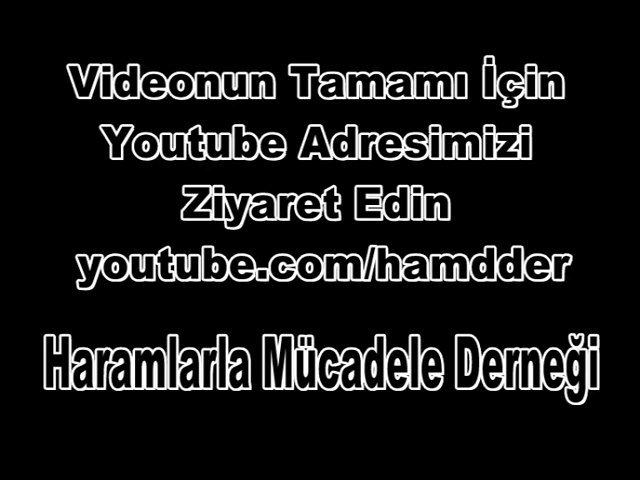 Videonun Tamamı İçin
Youtube Adresimizi
Ziyaret Edin
youtube.com/hamdder
Haramlarla Mücadele Derneği